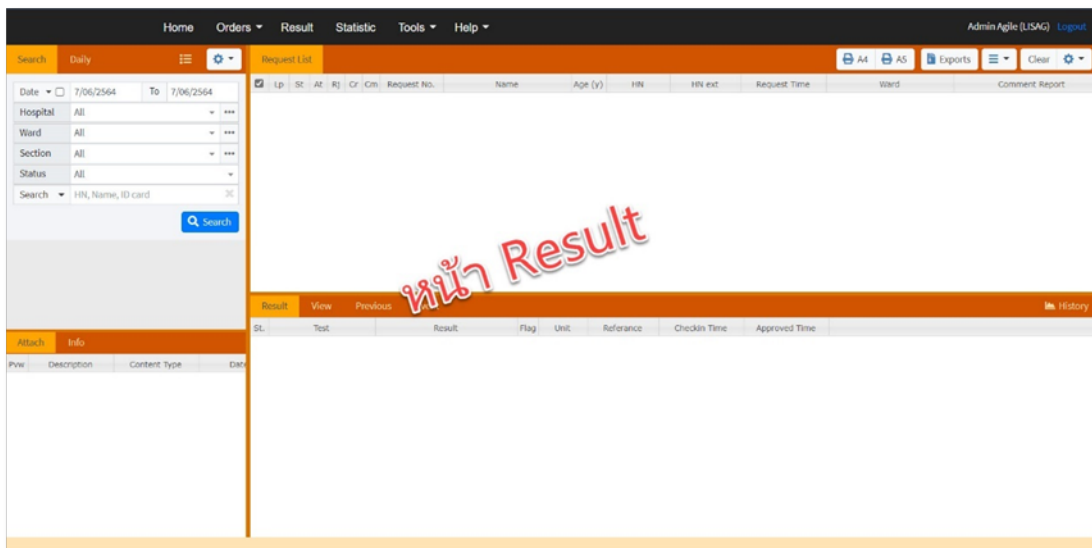 Home Orders Result Statistic Tools Help Admin Agile (LISAG) Logout
Search Daily Request List A4 A5 Exports Clear
Date 7/06/2564 To 7/06/2564
Lp St At Rj Cr Cm Request No. Name Age (y) HN HN ext Request Time Ward Comment Report
Hospital All
Ward All
Section All
Status All
Search HN, Name, ID card
Search
หน้า Result
Result View Previous History
St. Test Result Flag Unit Referance Checkin Time Approved Time
Attach Info
Pvw Description Content Type Date